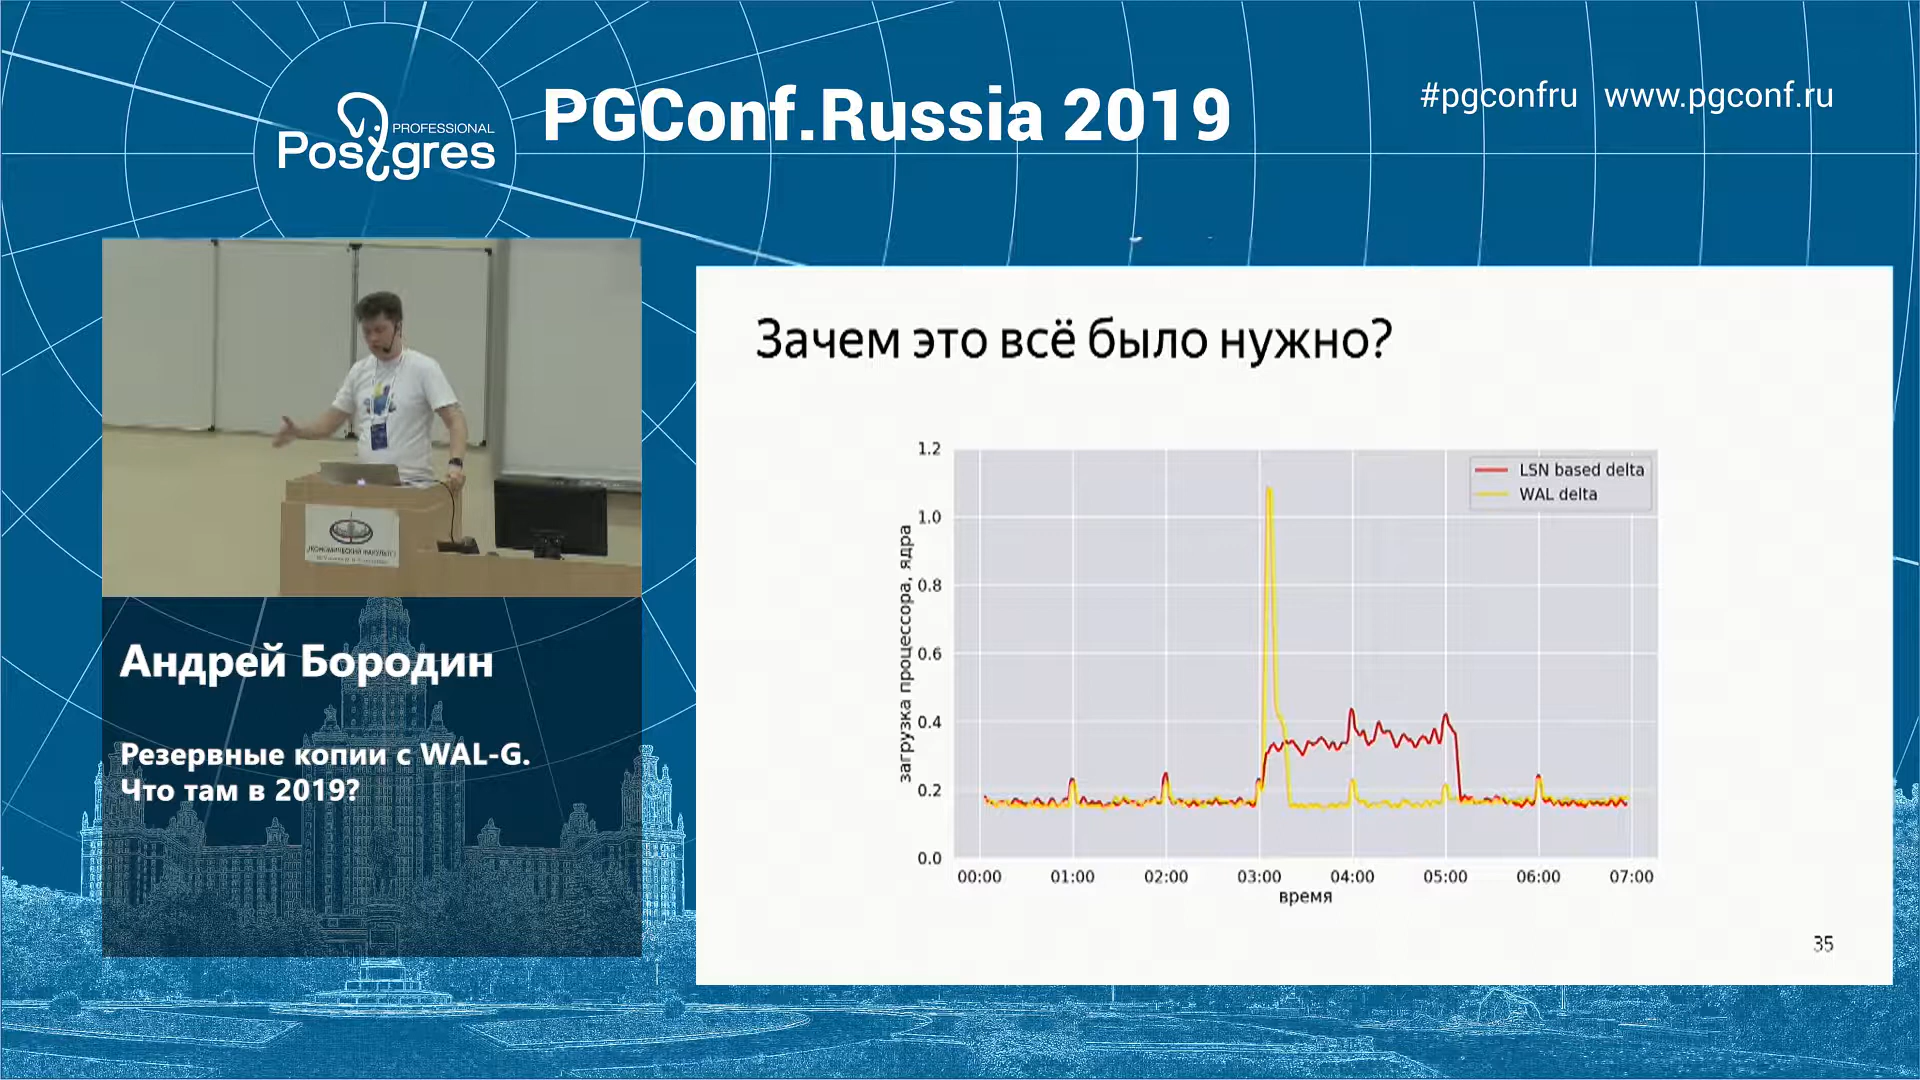 PROFESSIONAL
Postgres
PGConf.Russia 2019
#pgconfru www.pgconf.ru
Зачем это всё было нужно?
LSN based delta
WAL delta
загрузка процессора, ядра
1.2
1.0
0.8
0.6
0.4
0.2
0.0
00:00 01:00 02:00 03:00 04:00 05:00 06:00 07:00
время
35
ЭКОНОМИЧЕСКИЙ ФАКУЛЬТЕТ
Андрей Бородин
Резервные копии с WAL-G.
Что там в 2019?